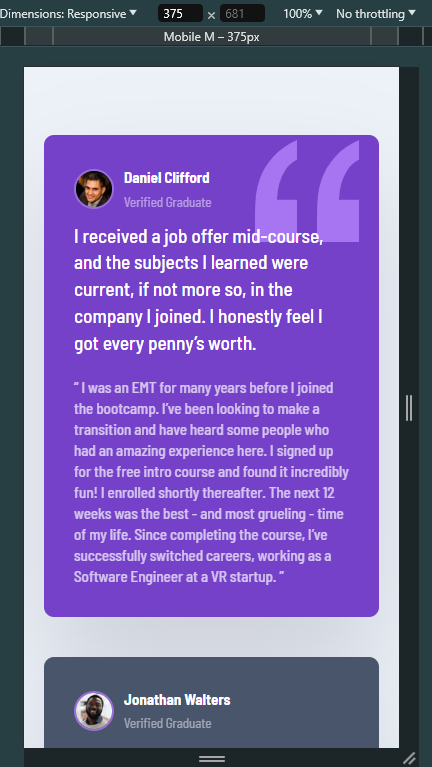 Dimensions: Responsive 375 × 681 100% No throttling
Mobile M – 375px
Daniel Clifford
Verified Graduate
I received a job offer mid-course,
and the subjects I learned were
current, if not more so, in the
company I joined. I honestly feel I
got every penny’s worth.
“ I was an EMT for many years before I joined
the bootcamp. I’ve been looking to make a
transition and have heard some people who
had an amazing experience here. I signed up
for the free intro course and found it incredibly
fun! I enrolled shortly thereafter. The next 12
weeks was the best - and most grueling - time
of my life. Since completing the course, I’ve
successfully switched careers, working as a
Software Engineer at a VR startup. ”
Jonathan Walters
Verified Graduate